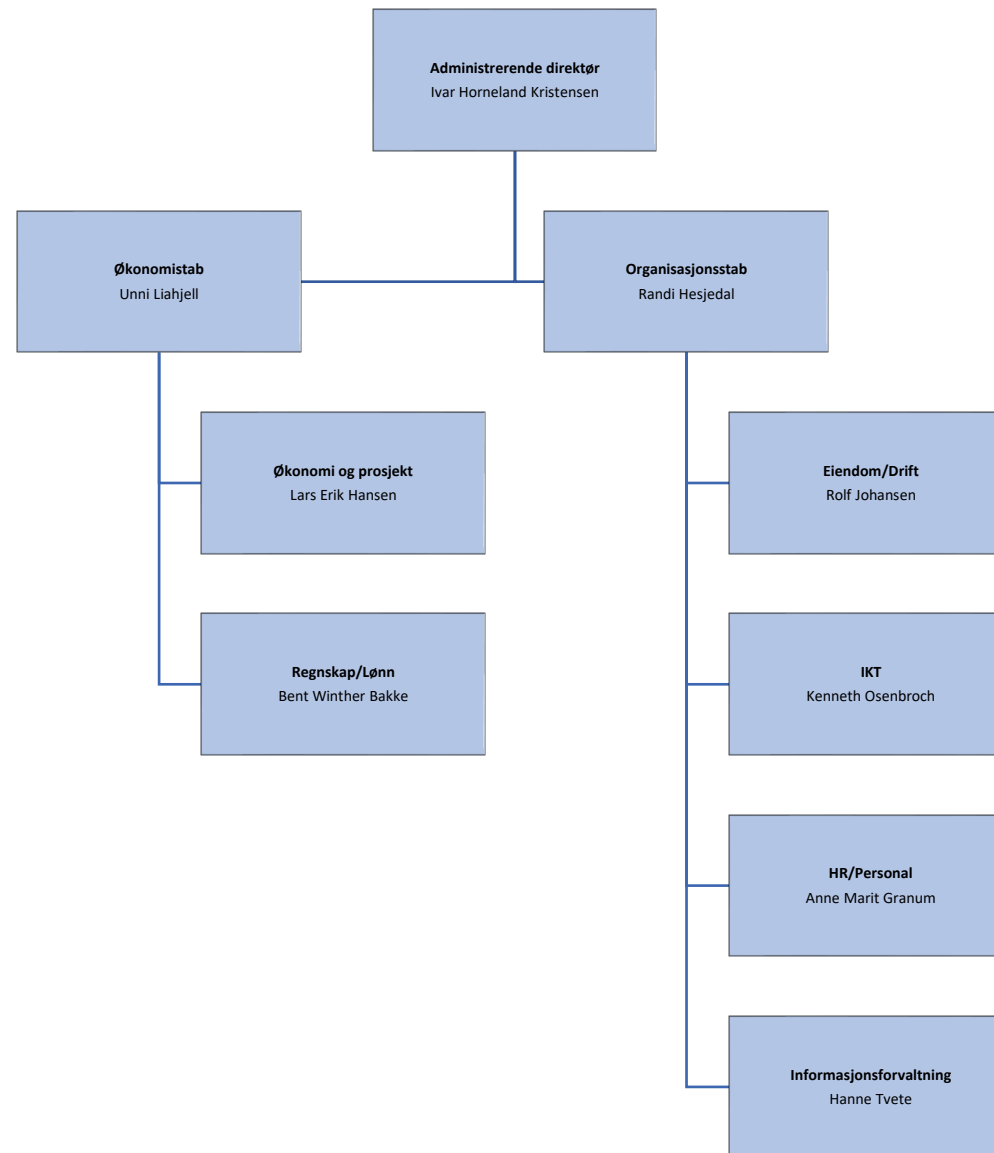 Administrerende direktør
Ivar Horneland Kristensen
Økonomistab
Unni Liahjell
Organisasjonsstab
Randi Hesjedal
Økonomi og prosjekt
Lars Erik Hansen
Eiendom/Drift
Rolf Johansen
Regnskap/Lønn
Bent Winther Bakke
IKT
Kenneth Osenbroch
HR/Personal
Anne Marit Granum
Informasjonsforvaltning
Hanne Tvete